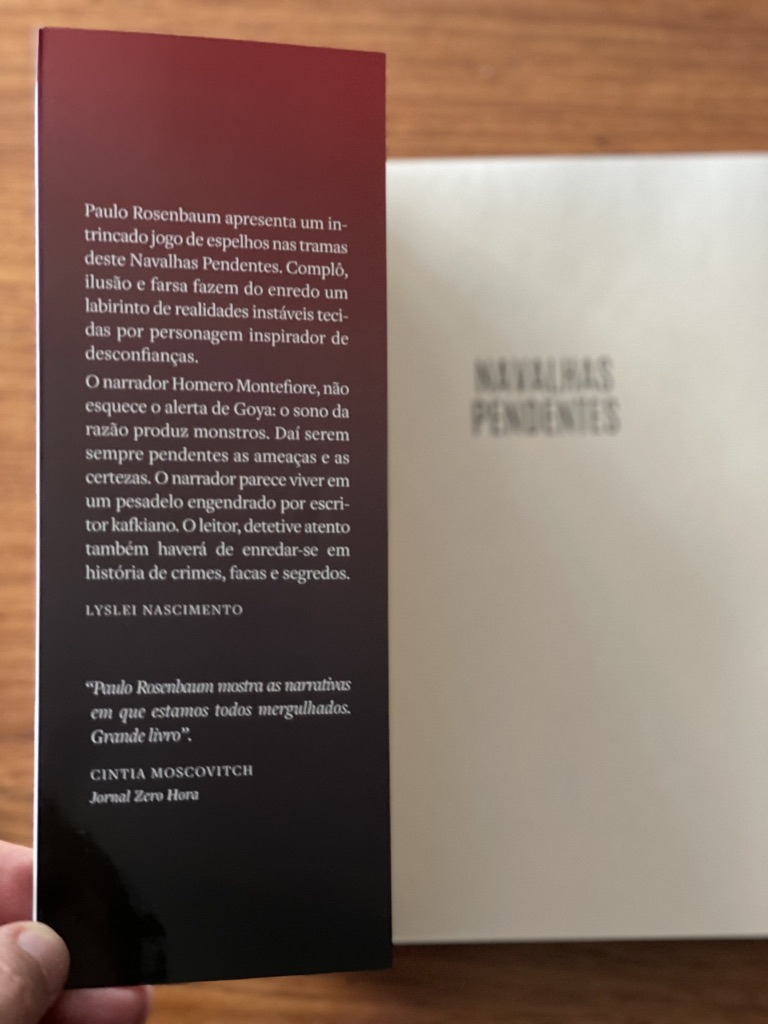 Paulo Rosenbaum apresenta um in-
trincado jogo de espelhos nas tramas
deste Navalhas Pendentes. Complô,
ilusão e farsa fazem do enredo um
labirinto de realidades instáveis teci-
das por personagem inspirador de
desconfianças.
O narrador Homero Montefiore, não
esquece o alerta de Goya: o sono da
razão produz monstros. Daí serem
sempre pendentes as ameaças e as
certezas. O narrador parece viver em
um pesadelo engendrado por escri-
tor kafkiano. O leitor, detetive atento
também haverá de enredar-se em
história de crimes, facas e segredos.
LYSLEI NASCIMENTO
“Paulo Rosenbaum mostra as narrativas
em que estamos todos mergulhados.
Grande livro”.
CINTIA MOSCOVITCH
Jornal Zero Hora
NAVALHAS
PENDENTES